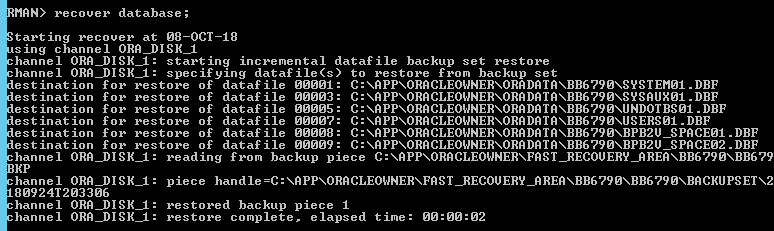 RMAN> recover database;
Starting recover at 08-OCT-18
using channel ORA_DISK_1
channel ORA_DISK_1: starting incremental datafile backup set restore
channel ORA_DISK_1: specifying datafile(s) to restore from backup set
destination for restore of datafile 00001: C:\APP\ORACLEOWNER\ORADATA\BB6790\SYSTEM01.DBF
destination for restore of datafile 00003: C:\APP\ORACLEOWNER\ORADATA\BB6790\SYSAUX01.DBF
destination for restore of datafile 00005: C:\APP\ORACLEOWNER\ORADATA\BB6790\UNDOTBS01.DBF
destination for restore of datafile 00007: C:\APP\ORACLEOWNER\ORADATA\BB6790\USERS01.DBF
destination for restore of datafile 00008: C:\APP\ORACLEOWNER\ORADATA\BB6790\BPB2V_SPACE01.DBF
destination for restore of datafile 00009: C:\APP\ORACLEOWNER\ORADATA\BB6790\BPB2V_SPACE02.DBF
channel ORA_DISK_1: reading from backup piece C:\APP\ORACLEOWNER\FAST_RECOVERY_AREA\BB6790\BB679
BKP
channel ORA_DISK_1: piece handle=C:\APP\ORACLEOWNER\FAST_RECOVERY_AREA\BB6790\BB6790\BACKUPSET\2
180924T203306
channel ORA_DISK_1: restored backup piece 1
channel ORA_DISK_1: restore complete, elapsed time: 00:00:02